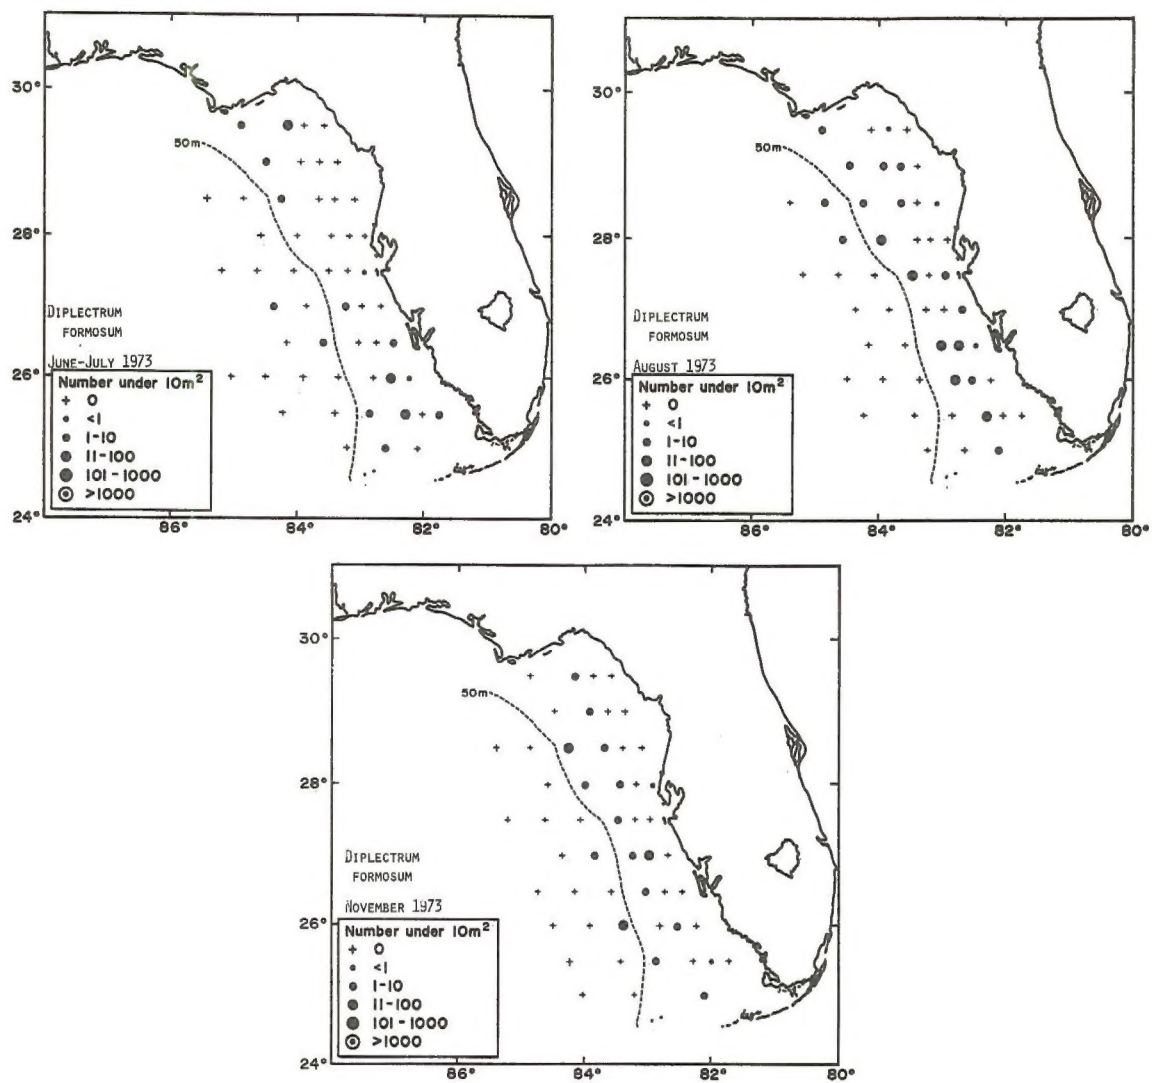 30°
50m
28°
DIPLECTRUM
FORMOSUM
JUNE-JULY 1973
26°
Number under 10m²
+ 0
<1
1-10
11-100
101-1000
>1000
24°
86°
84°
82°
80°
30°
50m
28°
DIPLECTRUM
FORMOSUM
AUGUST 1973
26°
Number under 10m²
+ 0
<1
1-10
11-100
101-1000
>1000
24°
86°
84°
82°
80°
30°
50m
28°
DIPLECTRUM
FORMOSUM
NOVEMBER 1973
26°
Number under 10m²
+ 0
<1
1-10
11-100
101-1000
>1000
24°
86°
84°
82°
80°